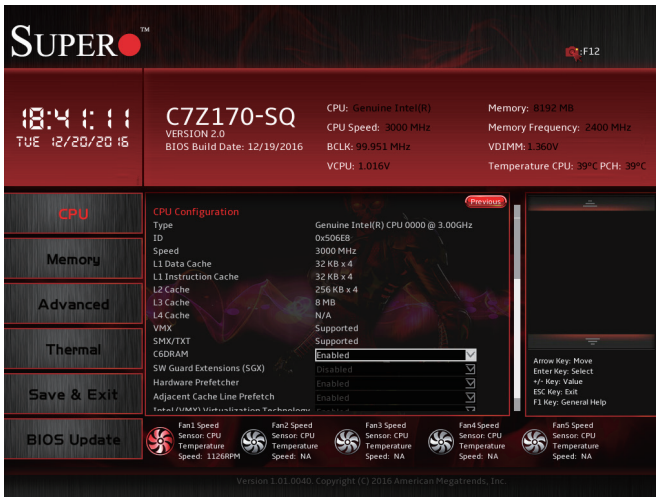 SUPER
TM
:F12
18:41:11
TUE 12/20/2016
C7Z170-SQ
VERSION 2.0
BIOS Build Date: 12/19/2016
CPU: Genuine Intel(R)
CPU Speed: 3000 MHz
BCLK: 99.951 MHz
VCPU: 1.016V
Memory: 8192 MB
Memory Frequency: 2400 MHz
VDIMM: 1.360V
Temperature CPU: 39°C PCH: 39°C
CPU
Memory
Advanced
Thermal
Save & Exit
BIOS Update
Previous
CPU Configuration
Type Genuine Intel(R) CPU 0000 @ 3.00GHz
ID 0x506E8
Speed 3000 MHz
L1 Data Cache 32 KB x 4
L1 Instruction Cache 32 KB x 4
L2 Cache 256 KB x 4
L3 Cache 8 MB
L4 Cache N/A
VMX Supported
SMX/TXT Supported
C6DRAM Enabled
SW Guard Extensions (SGX) Disabled
Hardware Prefetcher Enabled
Adjacent Cache Line Prefetch Enabled
Intel (VMX) Virtualization Technology Enabled
Arrow Key: Move
Enter Key: Select
+/- Key: Value
ESC Key: Exit
F1 Key: General Help
Fan1 Speed
Sensor: CPU
Temperature
Speed: 1126RPM
Fan2 Speed
Sensor: CPU
Temperature
Speed: NA
Fan3 Speed
Sensor: CPU
Temperature
Speed: NA
Fan4 Speed
Sensor: CPU
Temperature
Speed: NA
Fan5 Speed
Sensor: CPU
Temperature
Speed: NA
Version 1.01.0040. Copyright (C) 2016 American Megatrends, Inc.